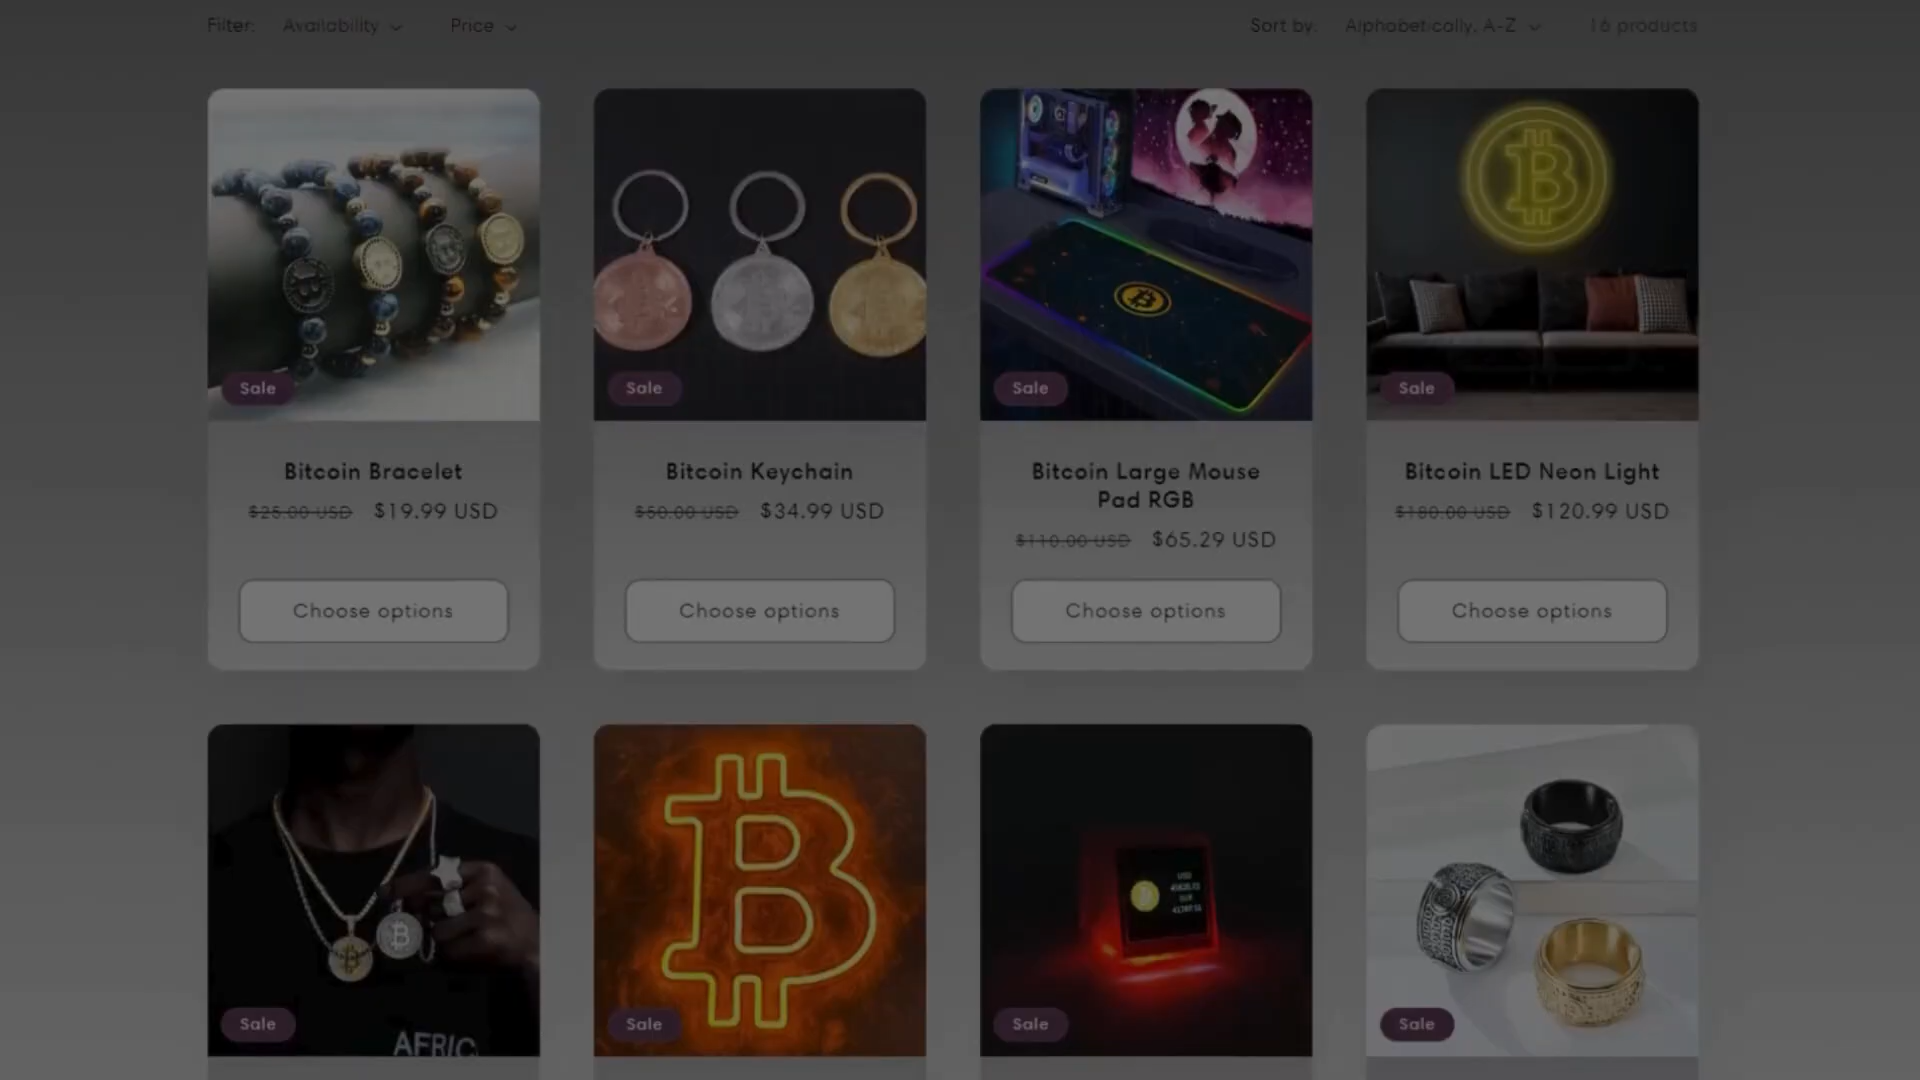 Filter: Availability Price Sort by: Alphabetically, A-Z 16 products
Sale Sale Sale Sale
Bitcoin Bracelet
$25.00 USD $19.99 USD
Choose options
Bitcoin Keychain
$50.00 USD $34.99 USD
Choose options
Bitcoin Large Mouse
Pad RGB
$110.00 USD $65.29 USD
Choose options
Bitcoin LED Neon Light
$180.00 USD $120.99 USD
Choose options
USD
EUR
AFRIC
Sale Sale Sale Sale